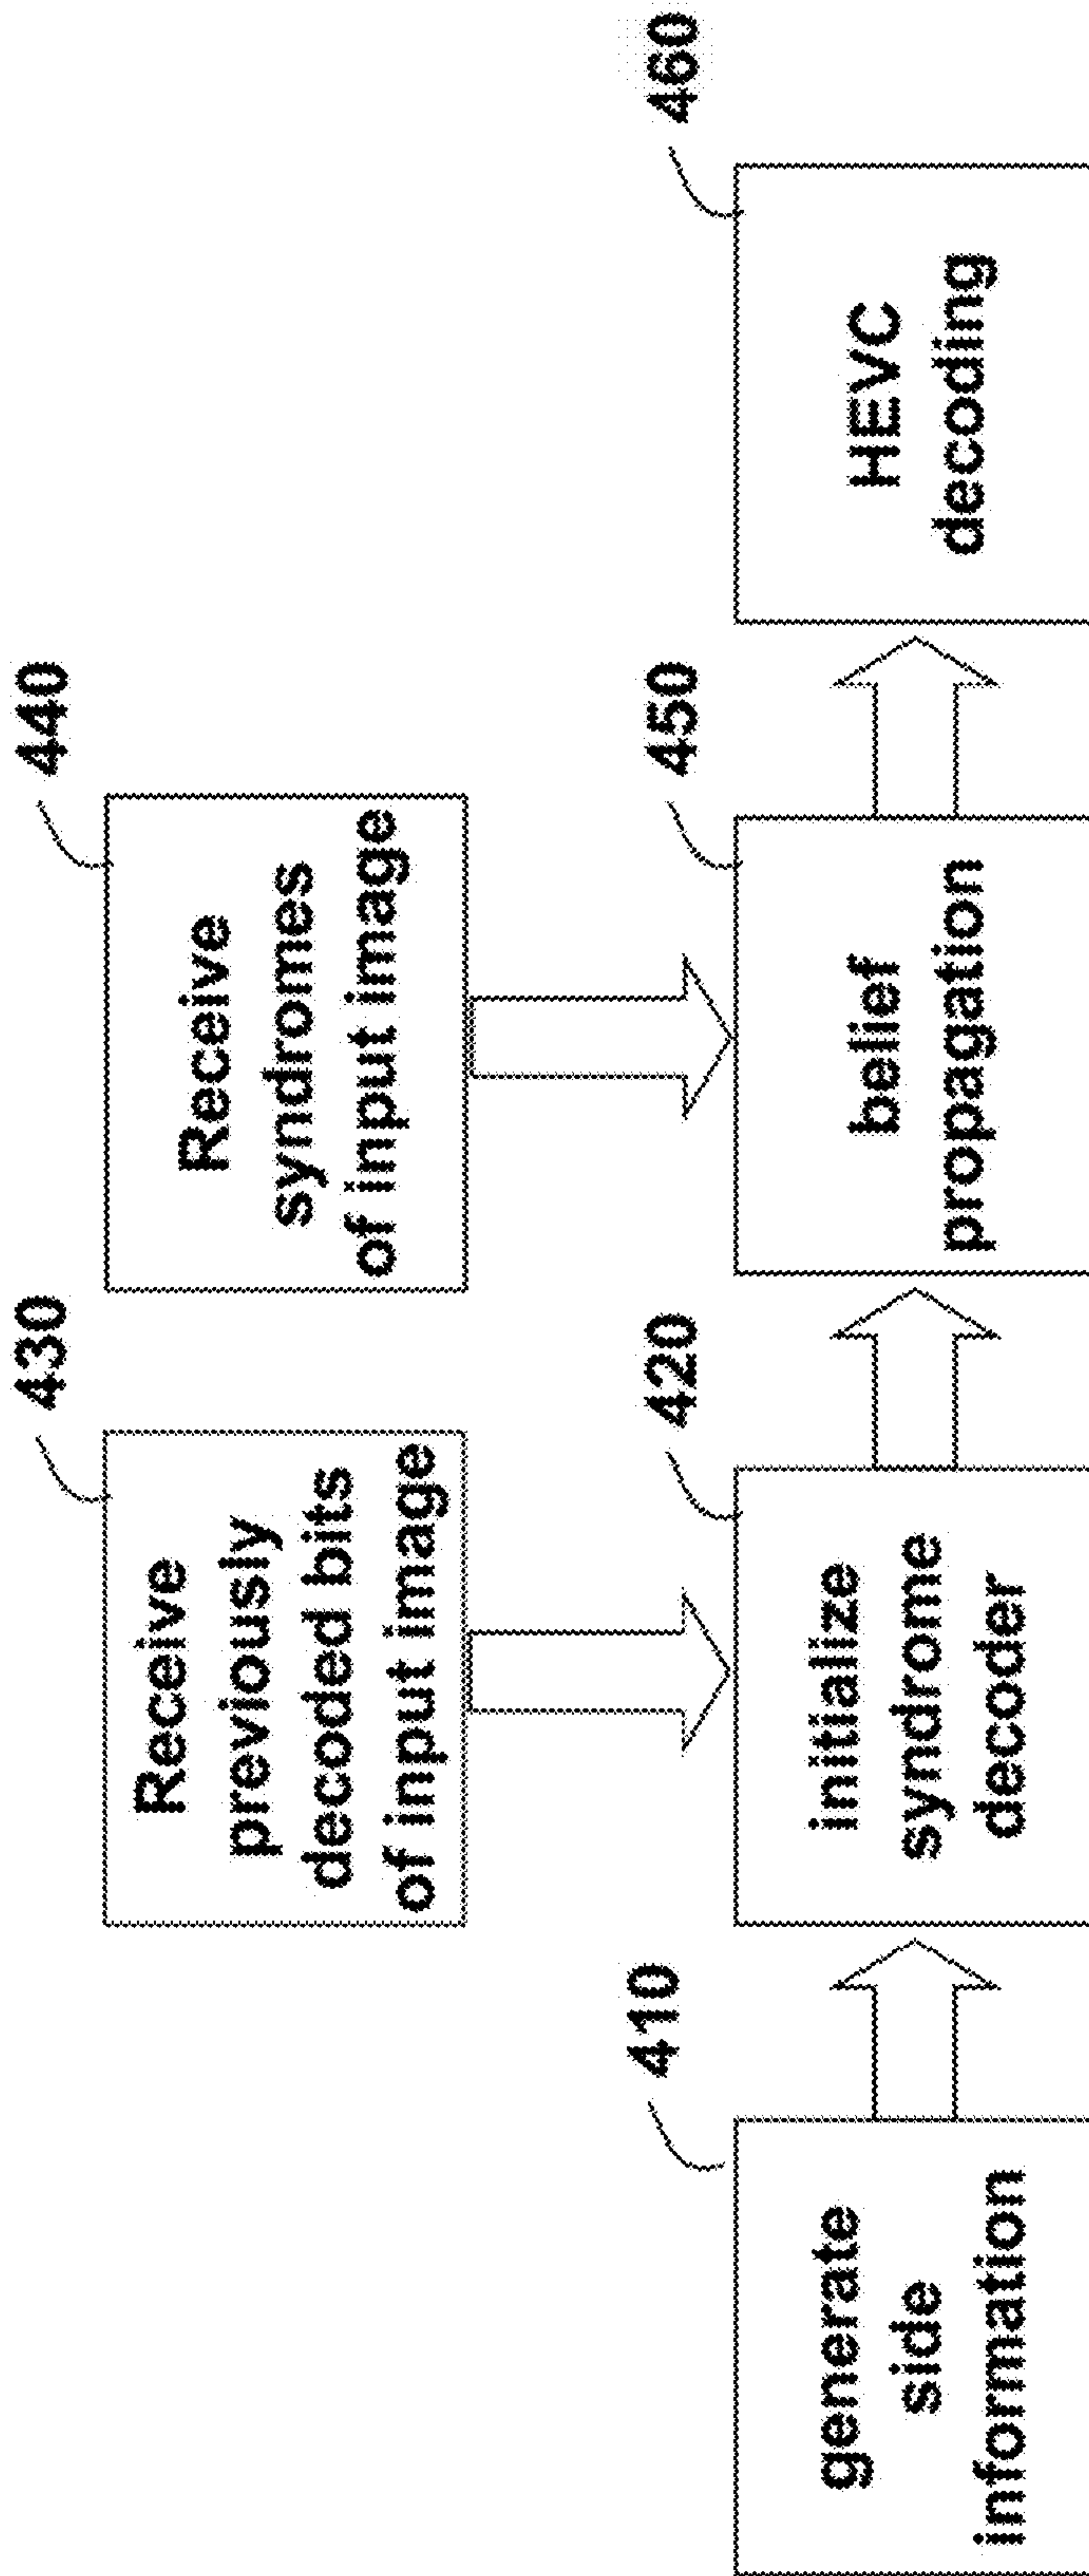 430
Receive
previously
decoded bits
of input image
440
Receive
syndromes
of input image
410
generate
side
information
420
initialize
syndrome
decoder
450
belief
propagation
460
HEVC
decoding